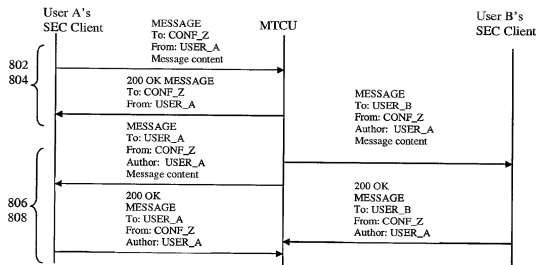 User A's
SEC Client
MTCU
User B's
SEC Client
MESSAGE
To: CONF_Z
From: USER_A
Message content
802
804
200 OK MESSAGE
To: CONF_Z
From: USER_A
MESSAGE
To: USER_B
From: CONF_Z
Author: USER_A
Message content
MESSAGE
To: USER_A
From: CONF_Z
Author: USER_A
Message content
806
808
200 OK
MESSAGE
To: USER_A
From: CONF_Z
Author: USER_A
200 OK
MESSAGE
To: USER_B
From: CONF_Z
Author: USER_A